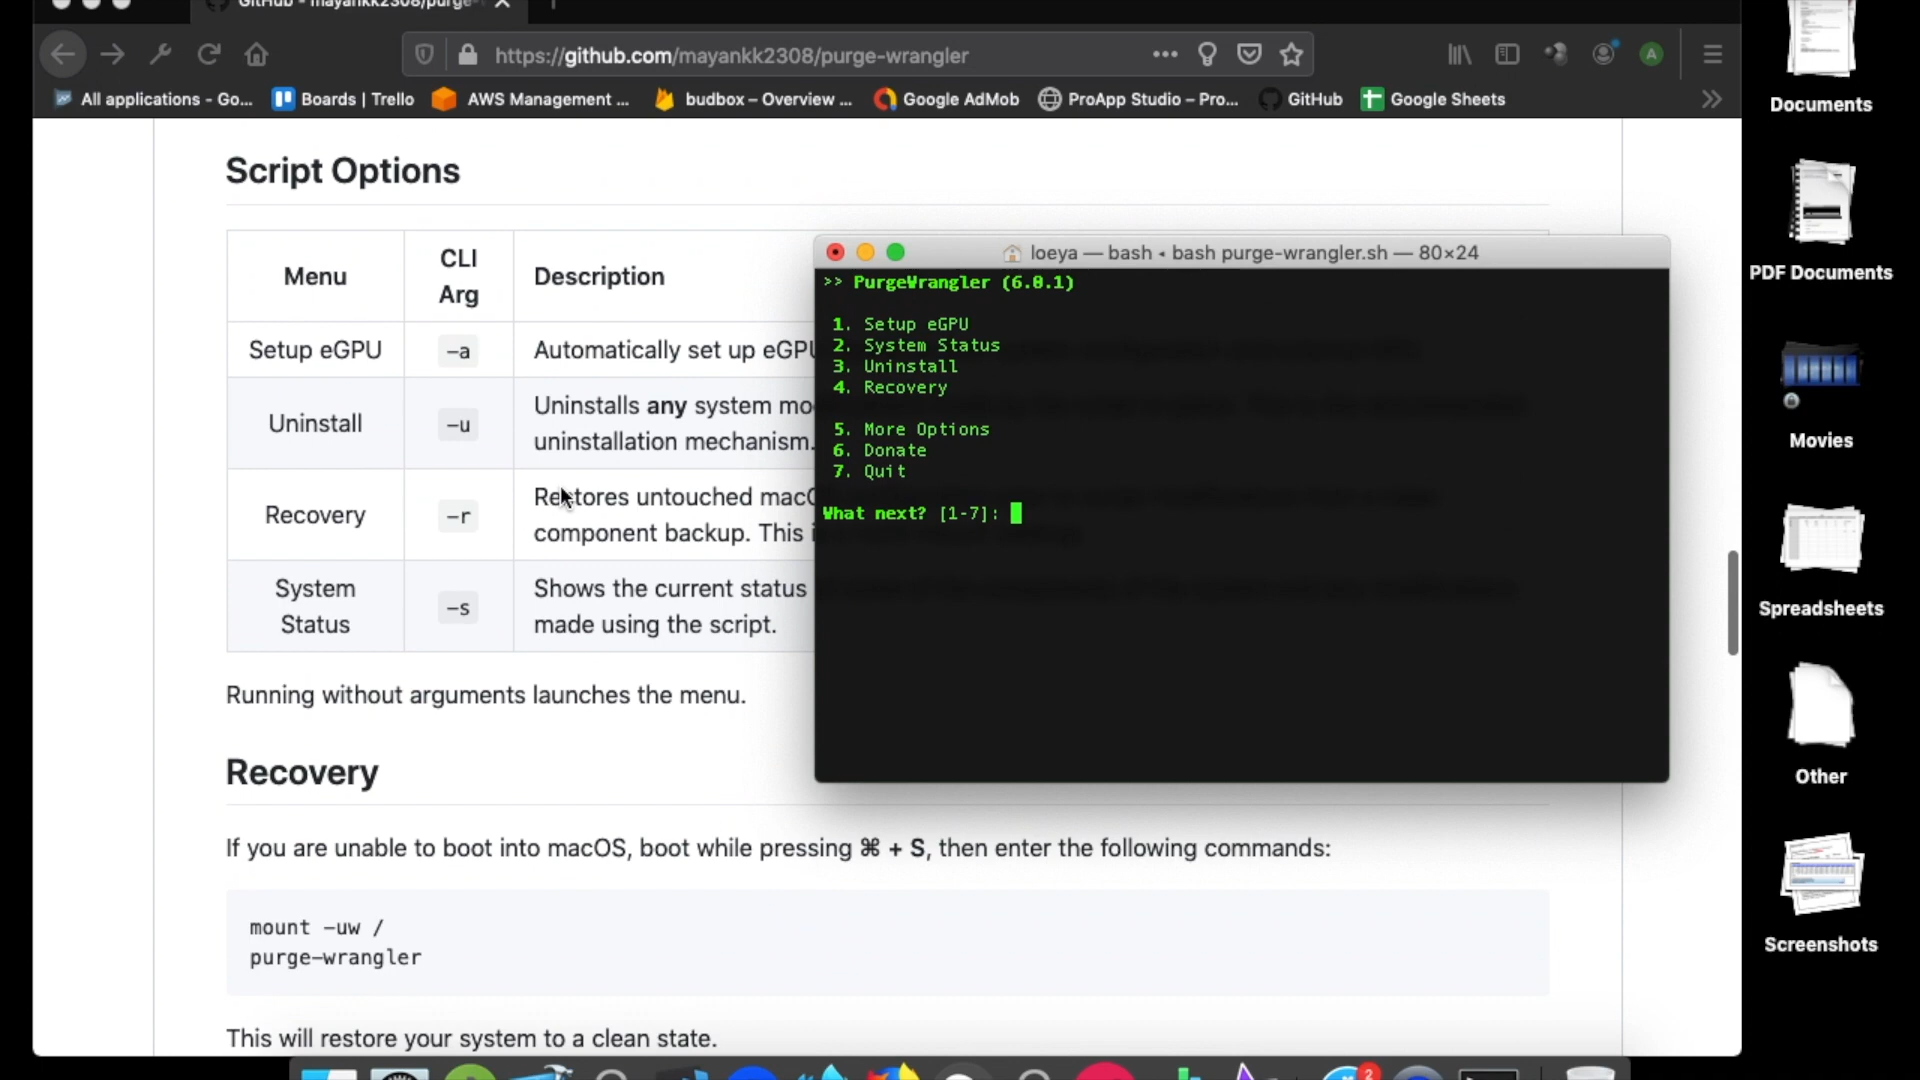 GitHub - mayankk2308/purge-
https://github.com/mayankk2308/purge-wrangler
All applications - Go...
Boards | Trello
AWS Management ...
budbox – Overview ...
Google AdMob
ProApp Studio – Pro...
GitHub
Google Sheets
A
Script Options
Menu
CLI Arg
Description
Setup eGPU
-a
Automatically set up eGPU
Uninstall
-u
Uninstalls any system mo
uninstallation mechanism.
Recovery
-r
Restores untouched macO
component backup. This i
System Status
-s
Shows the current status
made using the script.
Running without arguments launches the menu.
Recovery
If you are unable to boot into macOS, boot while pressing ⌘ + S, then enter the following commands:
mount -uw /
purge-wrangler
This will restore your system to a clean state.
loeya — bash ◂ bash purge-wrangler.sh — 80×24
>> PurgeWrangler (6.0.1)
1. Setup eGPU
2. System Status
3. Uninstall
4. Recovery
5. More Options
6. Donate
7. Quit
What next? [1-7]:
Documents
PDF Documents
Movies
Spreadsheets
Other
Screenshots
2